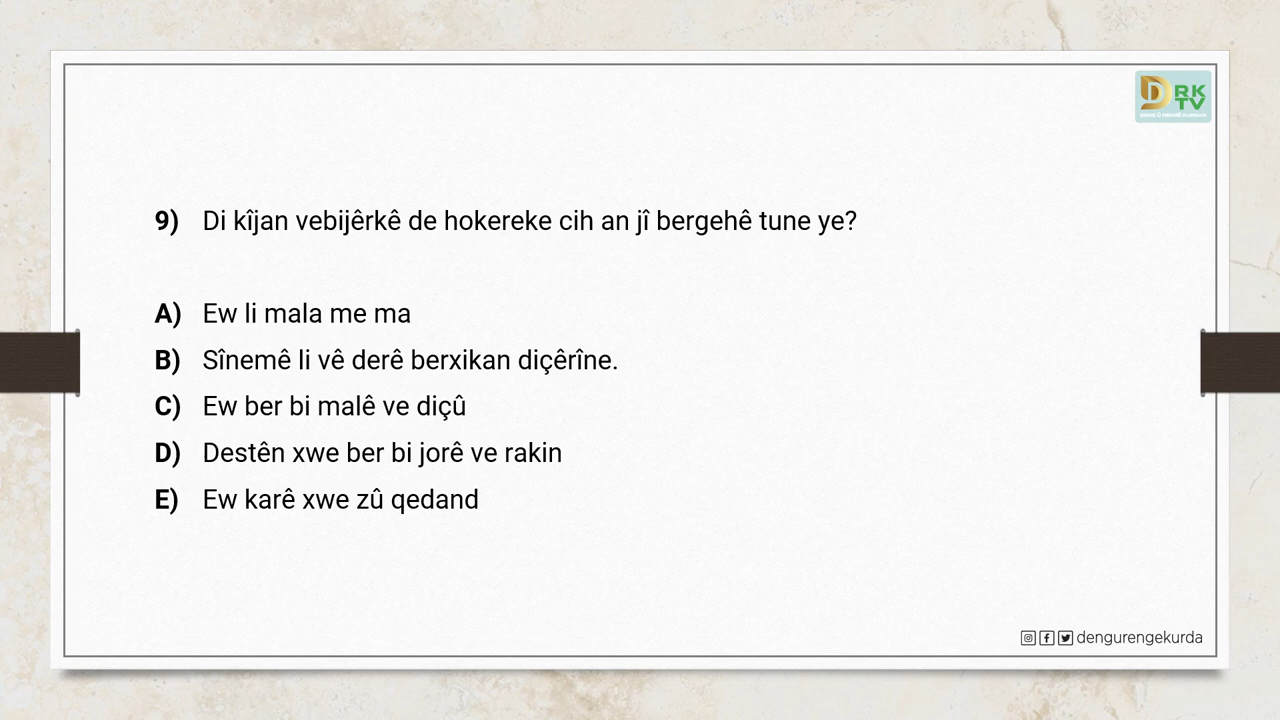 DRK TV
9) Di kîjan vebijêrkê de hokereke cih an jî bergehê tune ye?
A) Ew li mala me ma
B) Sînemê li vê derê berxikan diçêrîne.
C) Ew ber bi malê ve diçû
D) Destên xwe ber bi jorê ve rakin
E) Ew karê xwe zû qedand
dengurengekurda